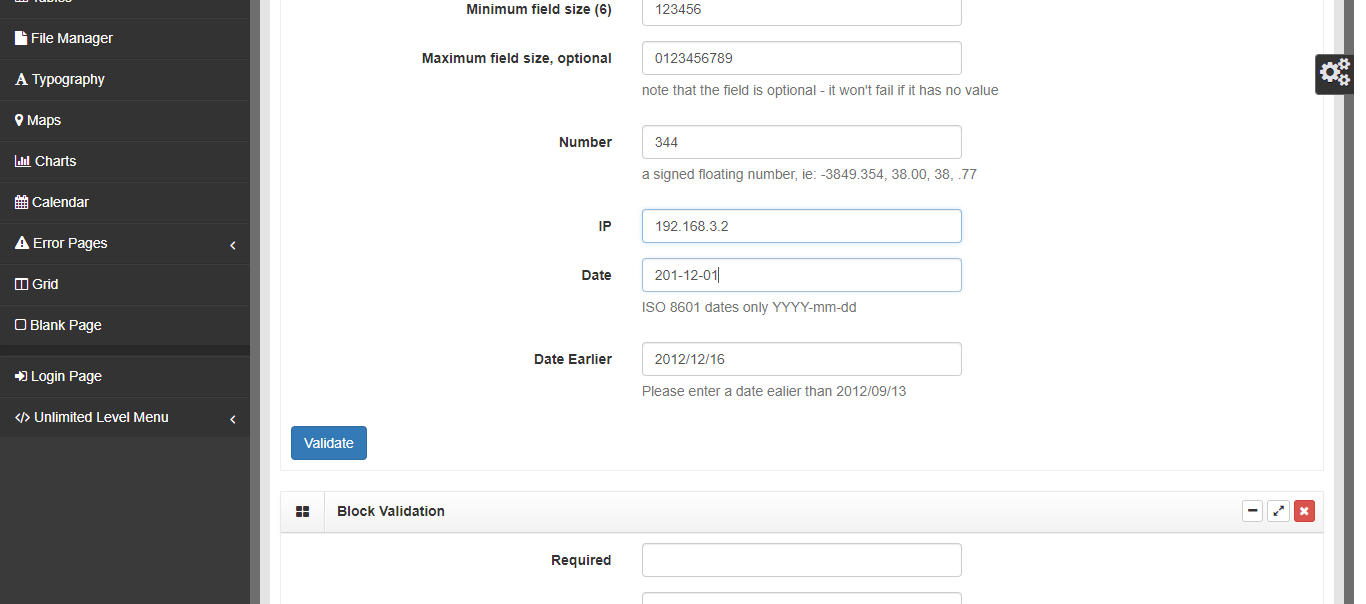 Tables
File Manager
Typography
Maps
Charts
Calendar
Error Pages
Grid
Blank Page
Login Page
Unlimited Level Menu
Minimum field size (6)
123456
Maximum field size, optional
0123456789
note that the field is optional - it won't fail if it has no value
Number
344
a signed floating number, ie: -3849.354, 38.00, 38, .77
IP
192.168.3.2
Date
201-12-01
ISO 8601 dates only YYYY-mm-dd
Date Earlier
2012/12/16
Please enter a date ealier than 2012/09/13
Validate
Block Validation
Required